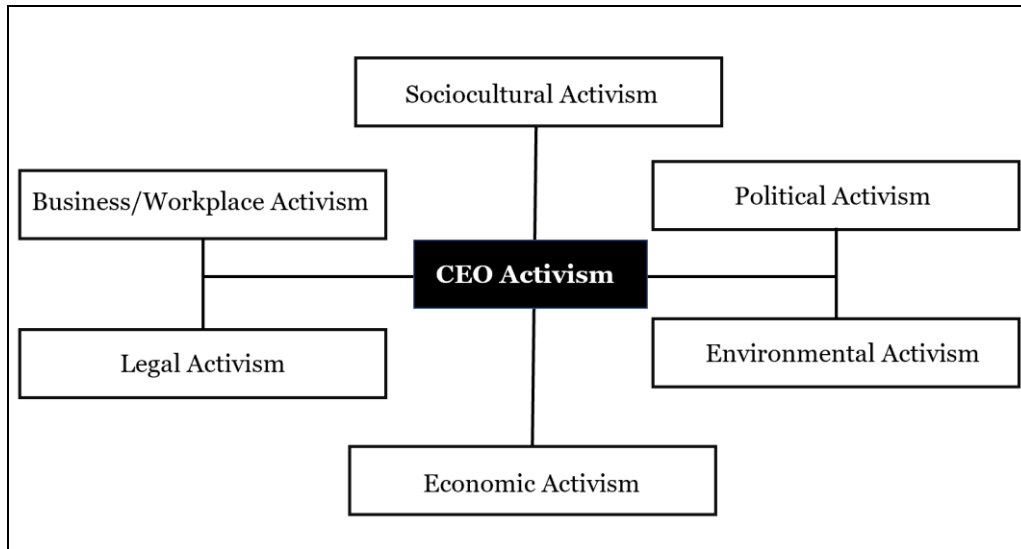 Sociocultural Activism
Business/Workplace Activism
Political Activism
CEO Activism
Legal Activism
Environmental Activism
Economic Activism